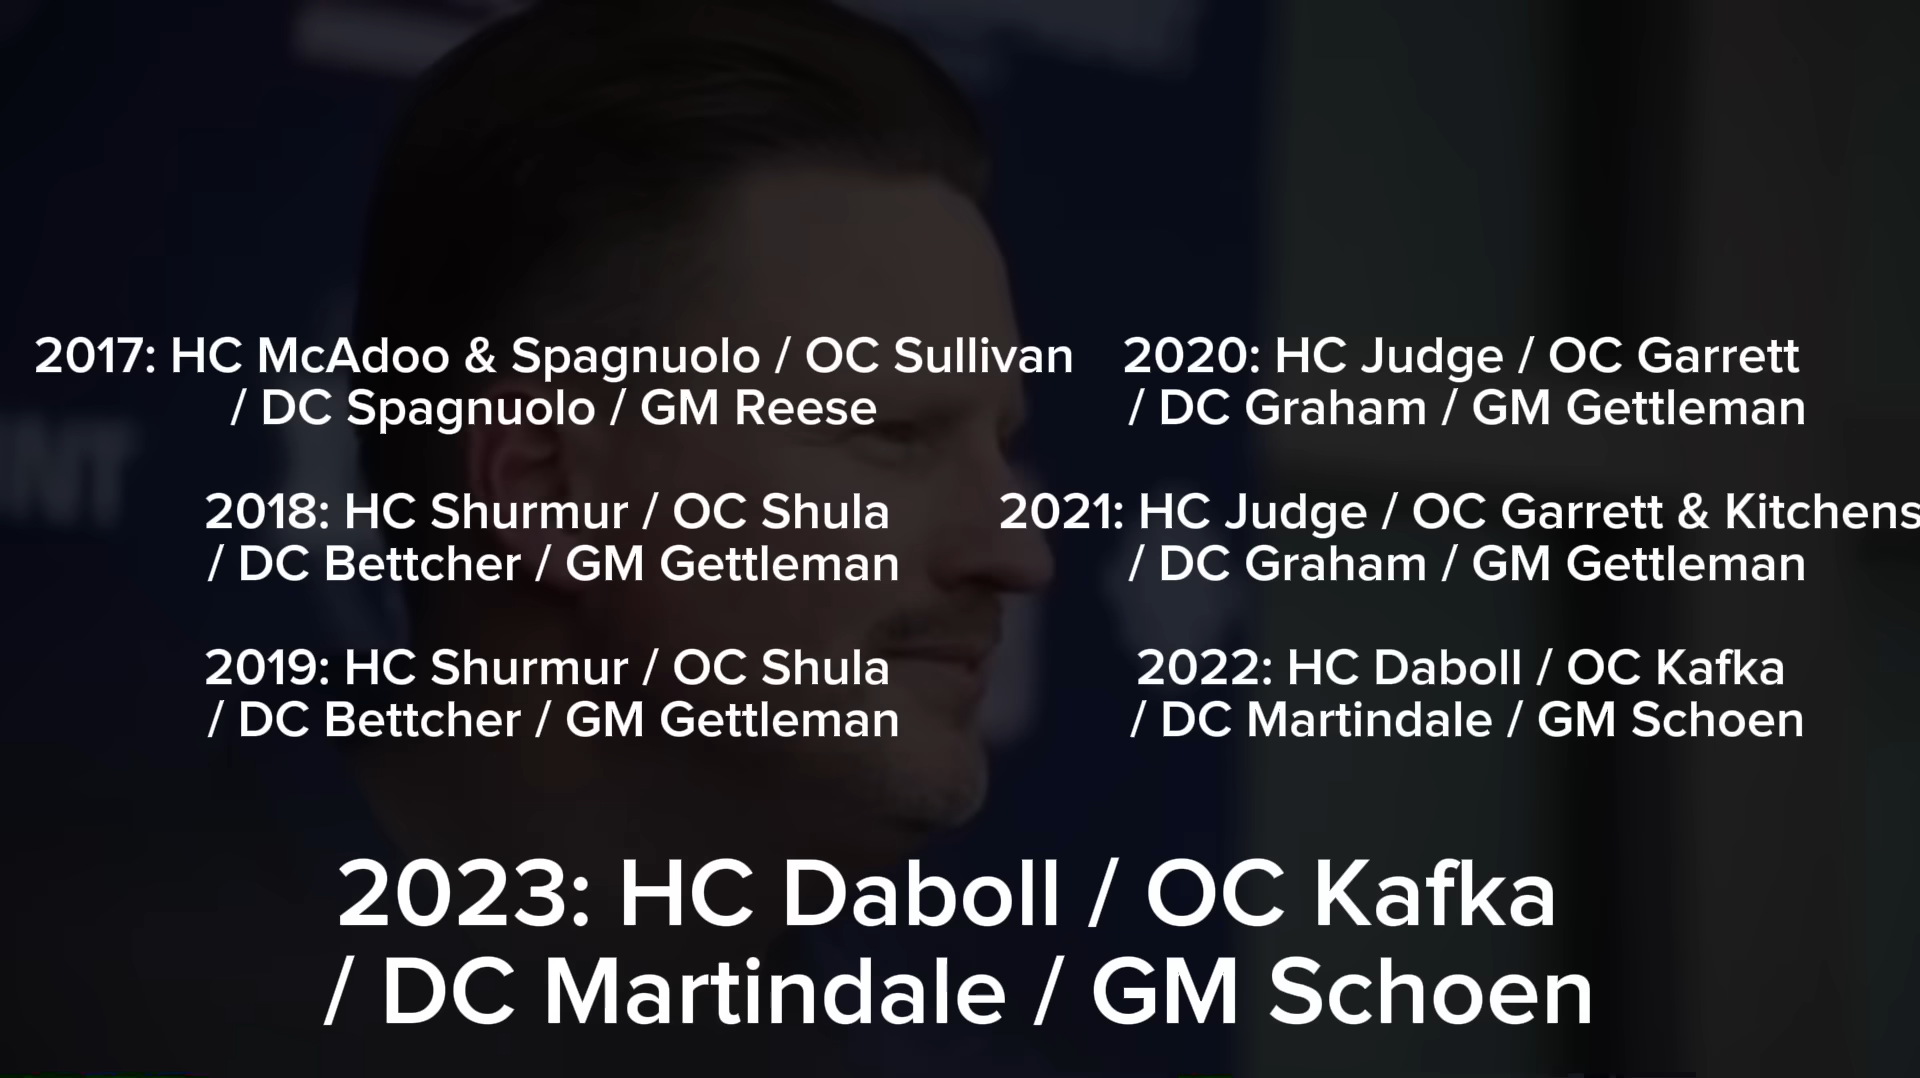 2017: HC McAdoo & Spagnuolo / OC Sullivan
/ DC Spagnuolo / GM Reese
2018: HC Shurmur / OC Shula
/ DC Bettcher / GM Gettleman
2019: HC Shurmur / OC Shula
/ DC Bettcher / GM Gettleman
2020: HC Judge / OC Garrett
/ DC Graham / GM Gettleman
2021: HC Judge / OC Garrett & Kitchens
/ DC Graham / GM Gettleman
2022: HC Daboll / OC Kafka
/ DC Martindale / GM Schoen
2023: HC Daboll / OC Kafka
/ DC Martindale / GM Schoen